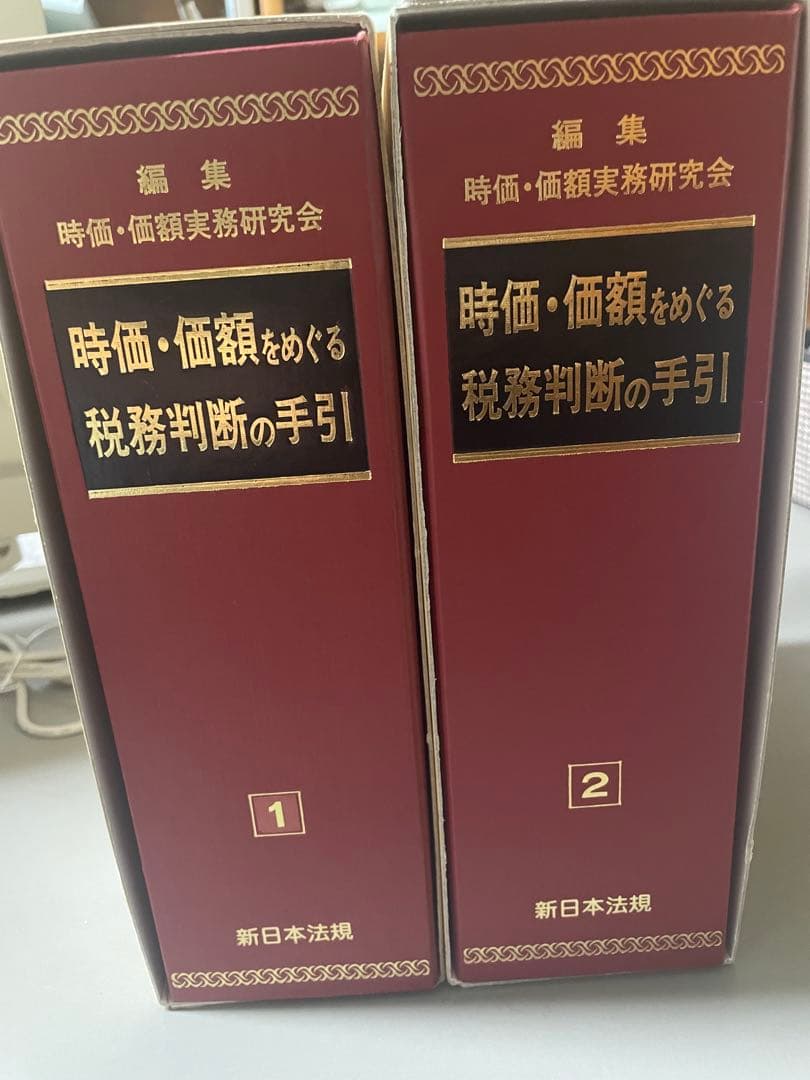 編集
時価・価額実務研究会
時価・価額をめぐる
税務判断の手引
1
新日本法規
編集
時価・価額実務研究会
時価・価額をめぐる
税務判断の手引
2
新日本法規